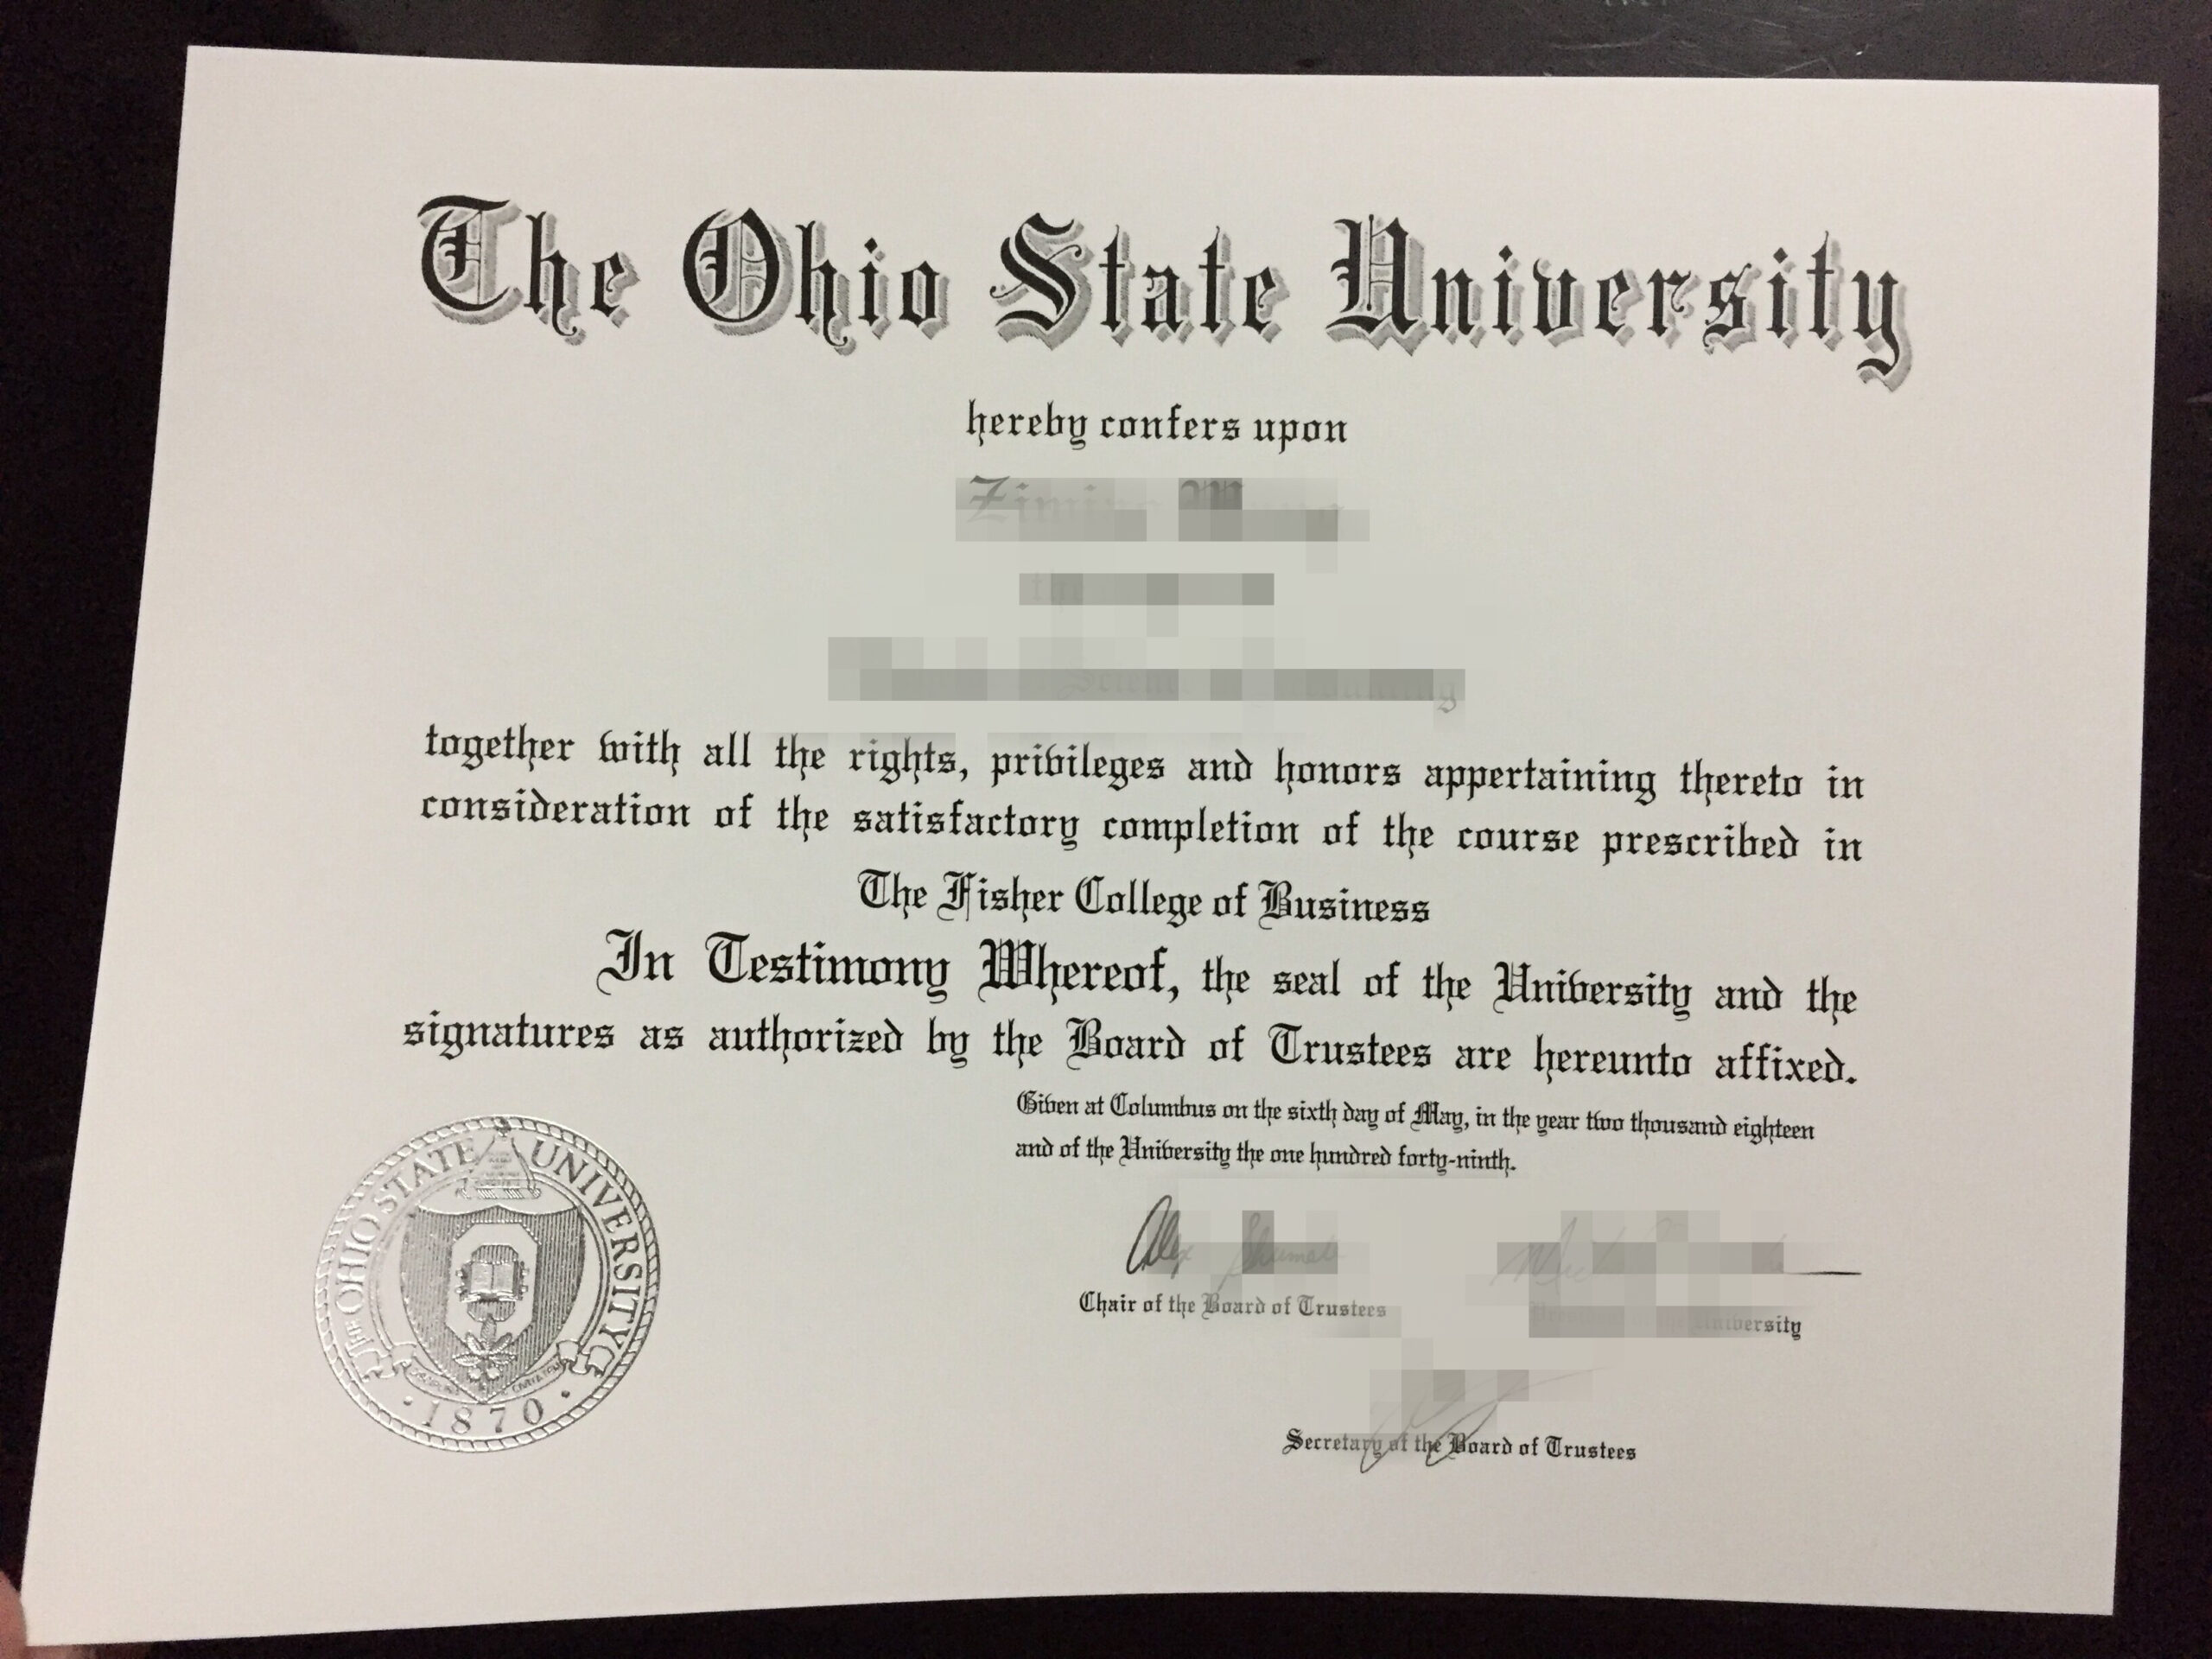 The Ohio State University
hereby confers upon
together with all the rights, privileges and honors appertaining thereto in
consideration of the satisfactory completion of the course prescribed in
The Fisher College of Business
In Testimony Whereof, the seal of the University and the
signatures as authorized by the Board of Trustees are hereunto affixed.
Given at Columbus on the sixth day of May, in the year two thousand eighteen
and of the University the one hundred forty-ninth.
Alex
Chair of the Board of Trustees
University
Secretary of the Board of Trustees
THE OHIO STATE UNIVERSITY
1870